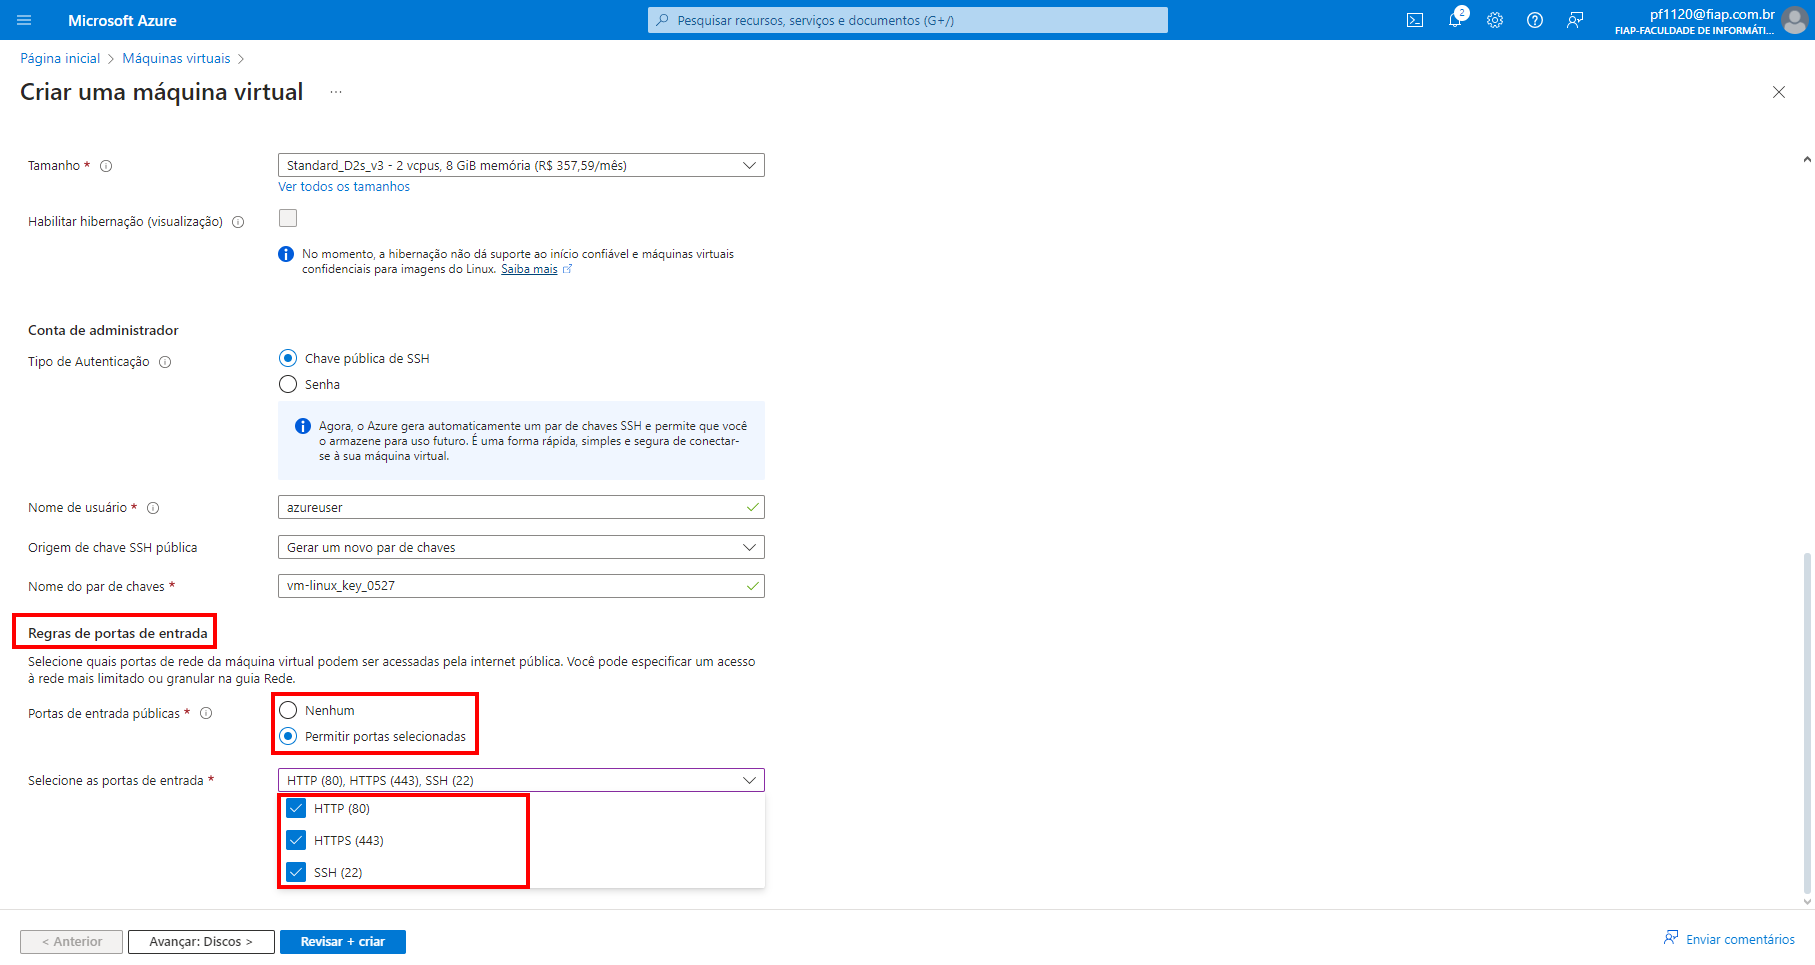 Microsoft Azure
Pesquisar recursos, serviços e documentos (G+/)
2
pf1120@fiap.com.br
FIAP-FACULDADE DE INFORMÁTI...
Página inicial > Máquinas virtuais >
Criar uma máquina virtual ...
Tamanho *
Standard_D2s_v3 - 2 vcpus, 8 GiB memória (R$ 357,59/mês)
Ver todos os tamanhos
Habilitar hibernação (visualização)
No momento, a hibernação não dá suporte ao início confiável e máquinas virtuais
confidenciais para imagens do Linux. Saiba mais
Conta de administrador
Tipo de Autenticação
Chave pública de SSH
Senha
Agora, o Azure gera automaticamente um par de chaves SSH e permite que você
o armazene para uso futuro. É uma forma rápida, simples e segura de conectar-
se à sua máquina virtual.
Nome de usuário *
azureuser
Origem de chave SSH pública
Gerar um novo par de chaves
Nome do par de chaves *
vm-linux_key_0527
Regras de portas de entrada
Selecione quais portas de rede da máquina virtual podem ser acessadas pela internet pública. Você pode especificar um acesso
à rede mais limitado ou granular na guia Rede.
Portas de entrada públicas *
Nenhum
Permitir portas selecionadas
Selecione as portas de entrada *
HTTP (80), HTTPS (443), SSH (22)
HTTP (80)
HTTPS (443)
SSH (22)
< Anterior
Avançar: Discos >
Revisar + criar
Enviar comentários